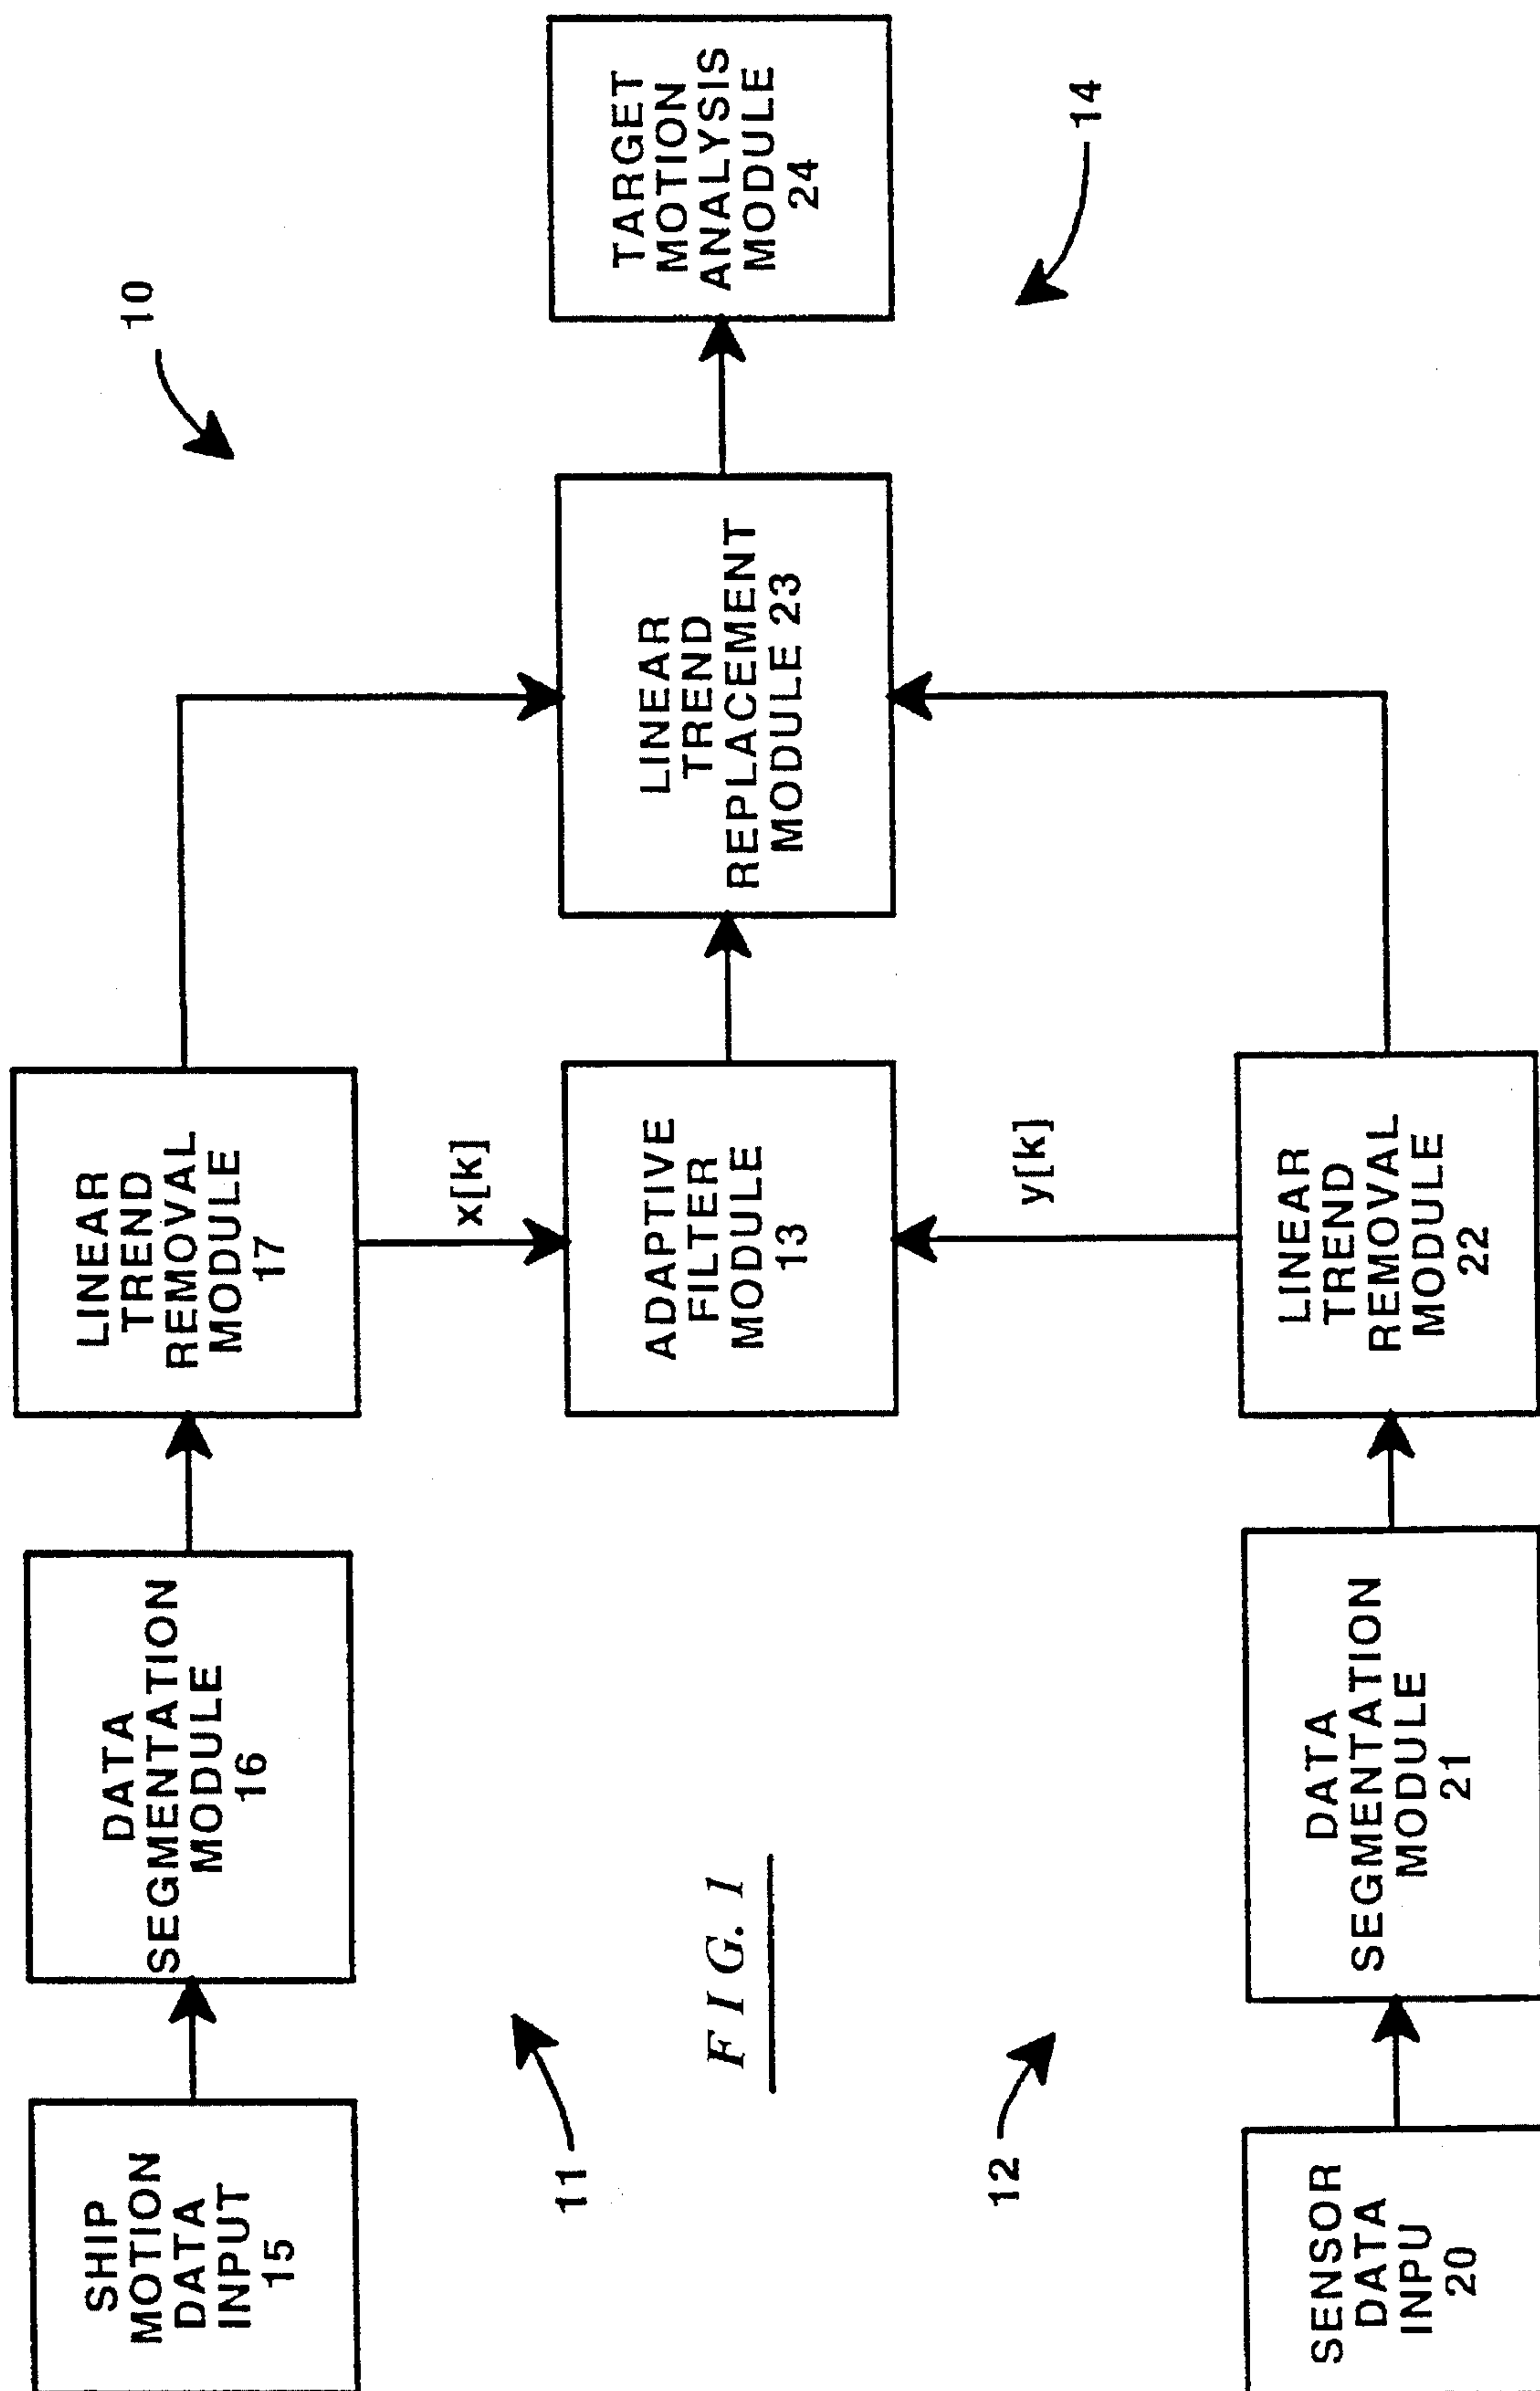 10
SHIP
MOTION
DATA
INPUT
15
DATA
SEGMENTATION
MODULE
16
LINEAR
TREND
REMOVAL
MODULE
17
11
x[k]
FIG. 1
ADAPTIVE
FILTER
MODULE
13
LINEAR
TREND
REPLACEMENT
MODULE 23
TARGET
MOTION
ANALYSIS
MODULE
24
y[k]
12
14
SENSOR
DATA
INPU
20
DATA
SEGMENTATION
MODULE
21
LINEAR
TREND
REMOVAL
MODULE
22